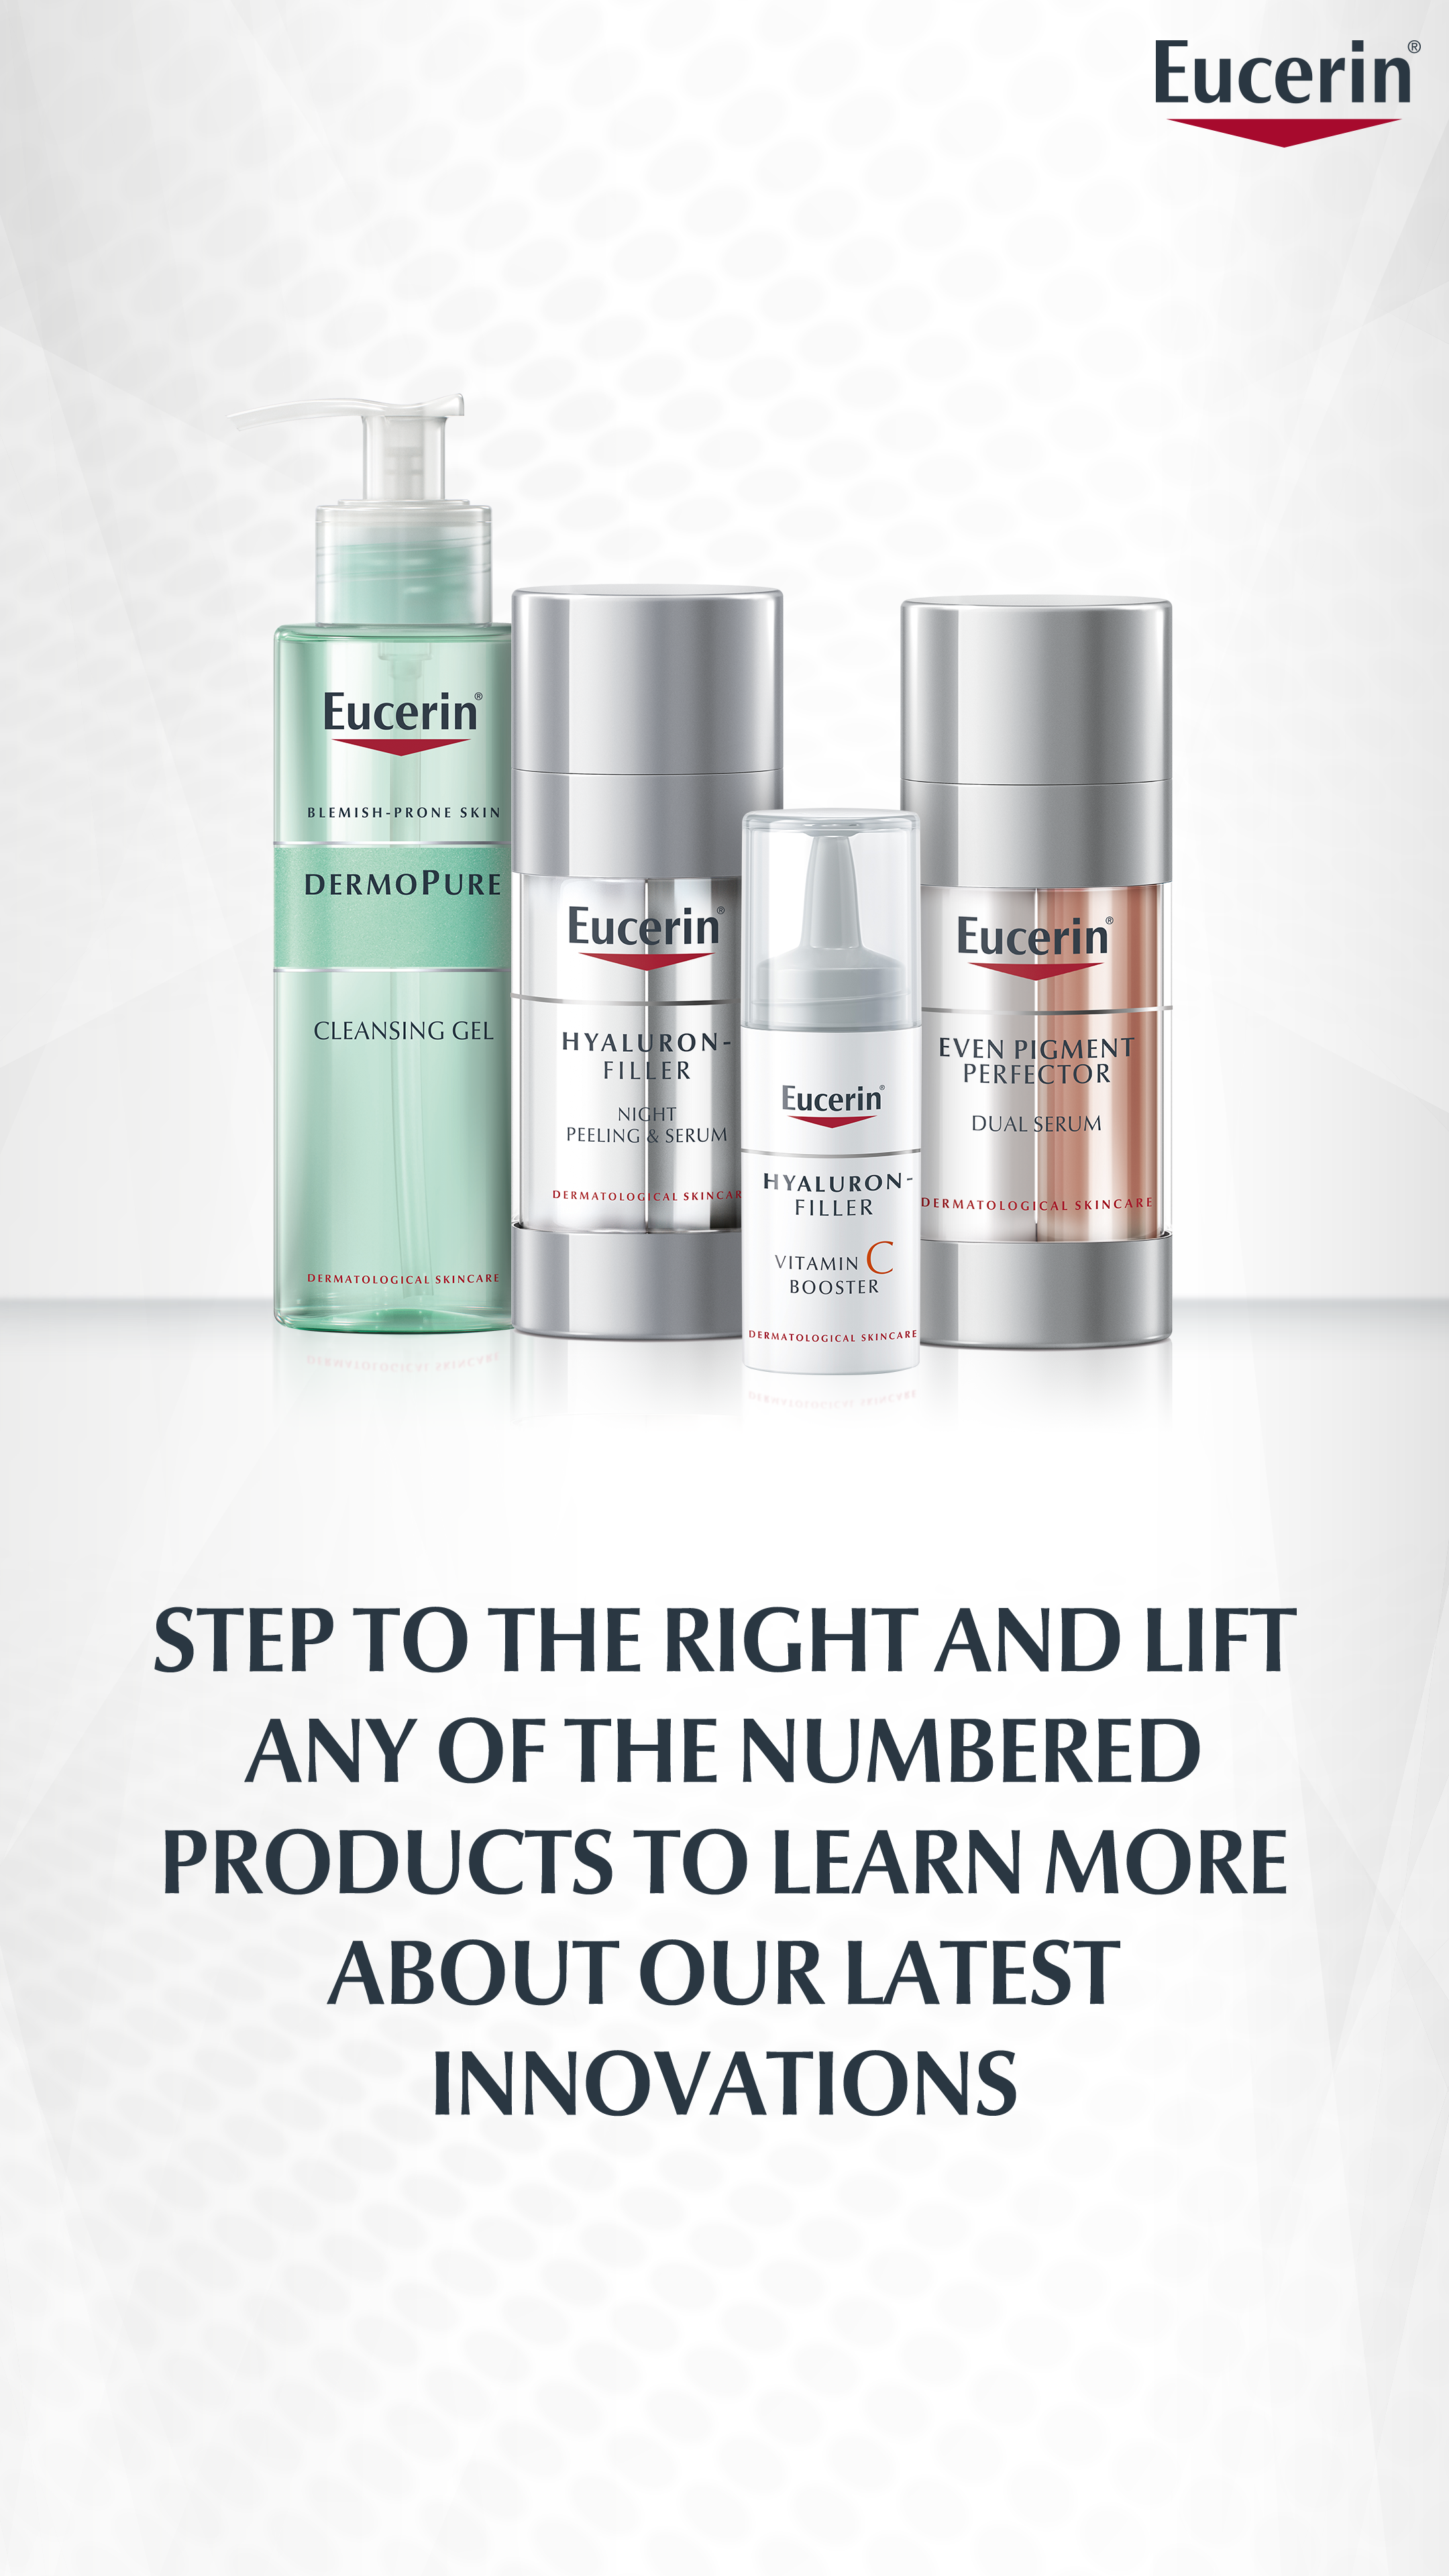 Eucerin®
Eucerin®
BLEMISH-PRONE SKIN
DERMOPURE
CLEANSING GEL
DERMATOLOGICAL SKINCARE
Eucerin®
HYALURON-
FILLER
NIGHT
PEELING & SERUM
DERMATOLOGICAL SKINCAR
Eucerin®
HYALURON-
FILLER
VITAMIN C
BOOSTER
DERMATOLOGICAL SKINCARE
Eucerin®
EVEN PIGMENT
PERFECTOR
DUAL SERUM
DERMATOLOGICAL SKINCARE
STEP TO THE RIGHT AND LIFT
ANY OF THE NUMBERED
PRODUCTS TO LEARN MORE
ABOUT OUR LATEST
INNOVATIONS